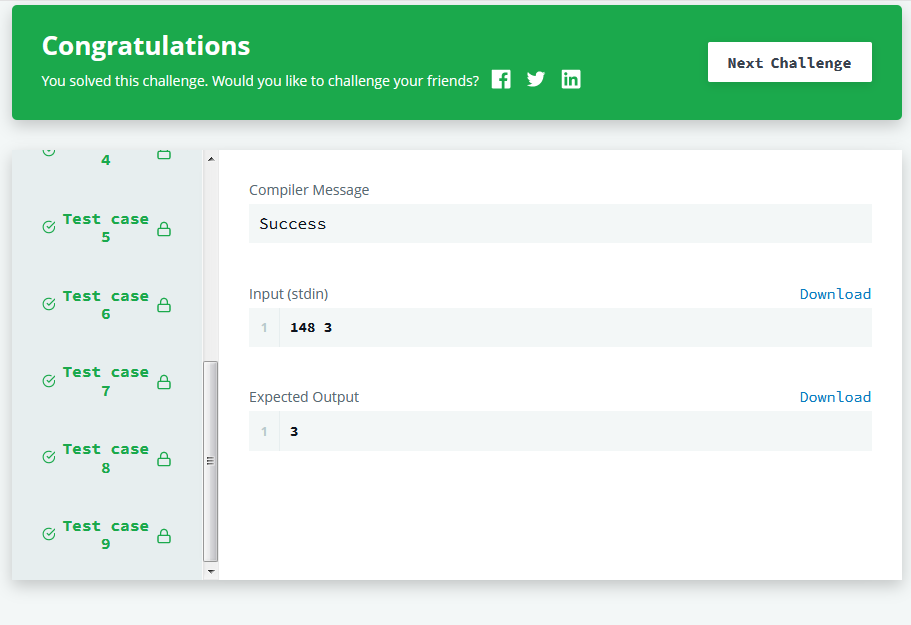 Congratulations
You solved this challenge. Would you like to challenge your friends?
Next Challenge
4
Test case
5
Test case
6
Test case
7
Test case
8
Test case
9
Compiler Message
Success
Input (stdin)
Download
1 148 3
Expected Output
Download
1 3